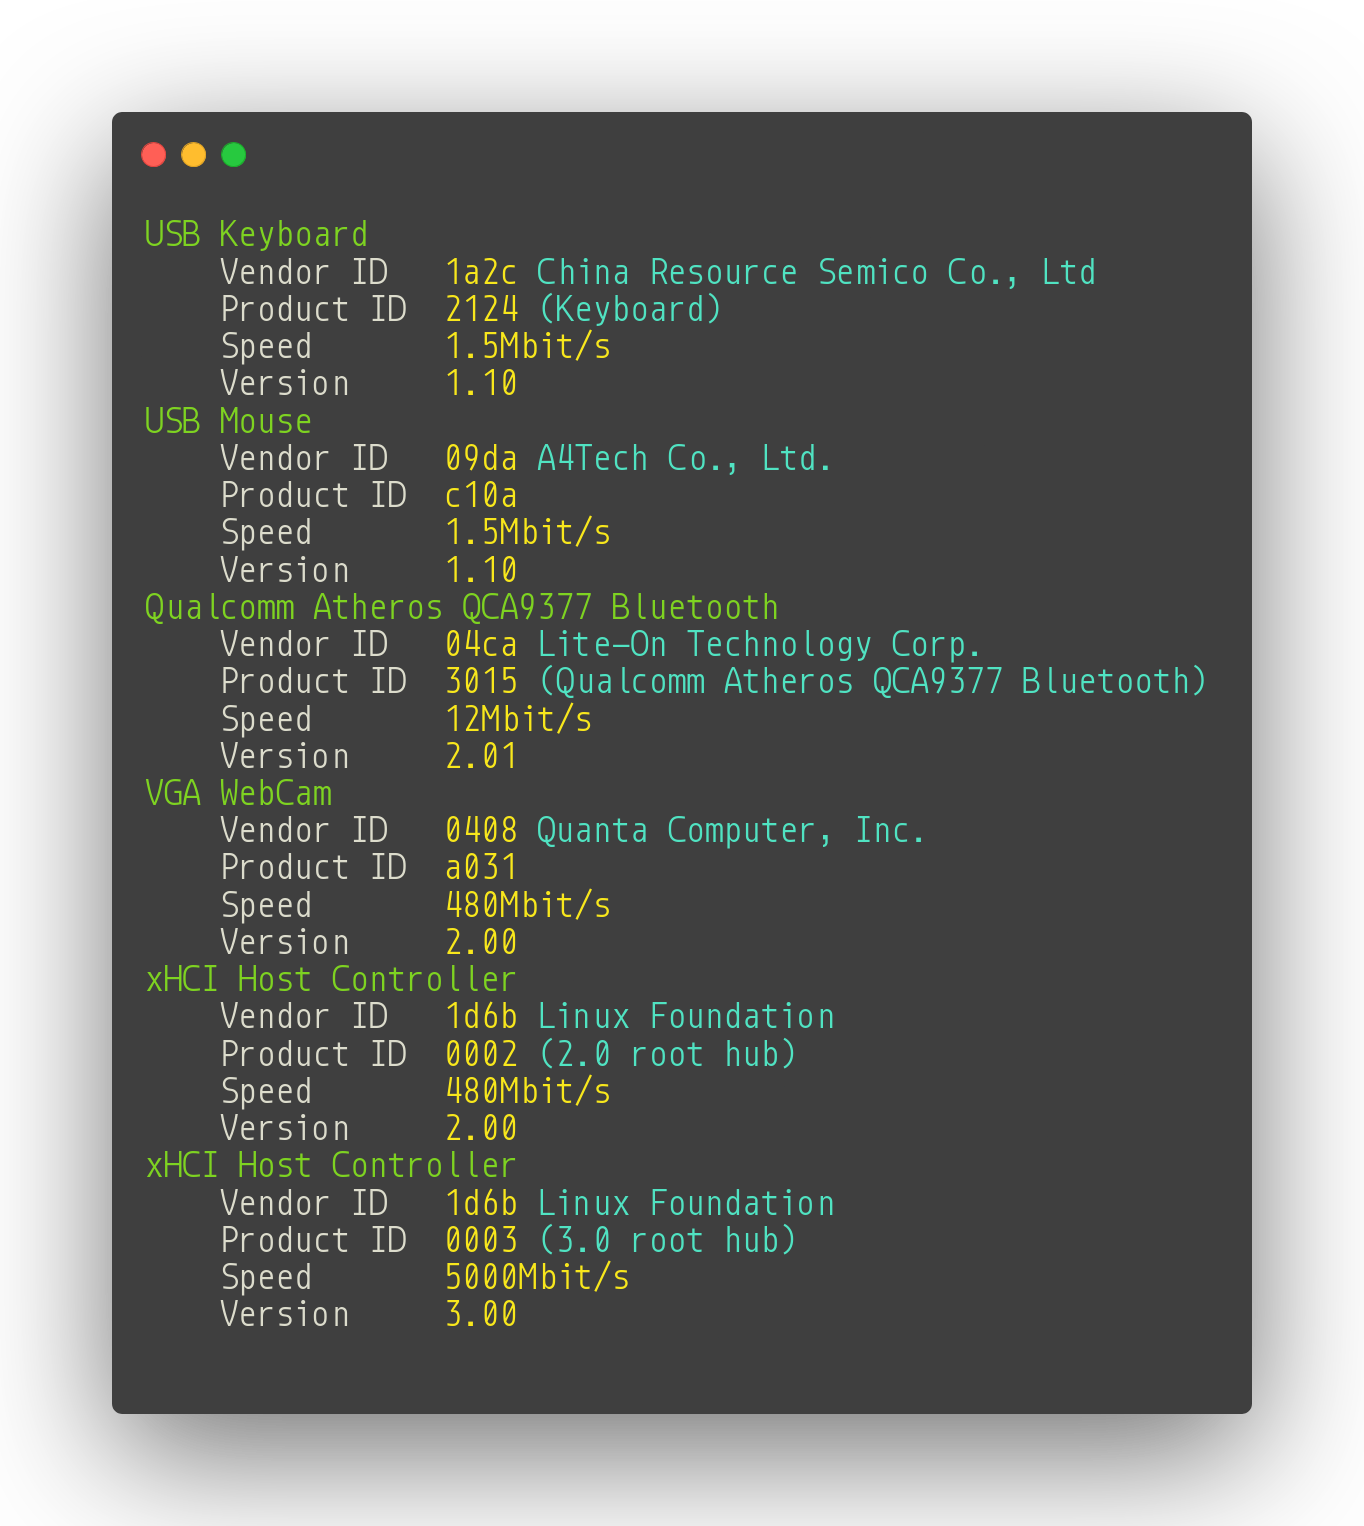 USB Keyboard
    Vendor ID   1a2c China Resource Semico Co., Ltd
    Product ID  2124 (Keyboard)
    Speed       1.5Mbit/s
    Version     1.10
USB Mouse
    Vendor ID   09da A4Tech Co., Ltd.
    Product ID  c10a
    Speed       1.5Mbit/s
    Version     1.10
Qualcomm Atheros QCA9377 Bluetooth
    Vendor ID   04ca Lite-On Technology Corp.
    Product ID  3015 (Qualcomm Atheros QCA9377 Bluetooth)
    Speed       12Mbit/s
    Version     2.01
VGA WebCam
    Vendor ID   0408 Quanta Computer, Inc.
    Product ID  a031
    Speed       480Mbit/s
    Version     2.00
xHCI Host Controller
    Vendor ID   1d6b Linux Foundation
    Product ID  0002 (2.0 root hub)
    Speed       480Mbit/s
    Version     2.00
xHCI Host Controller
    Vendor ID   1d6b Linux Foundation
    Product ID  0003 (3.0 root hub)
    Speed       5000Mbit/s
    Version     3.00